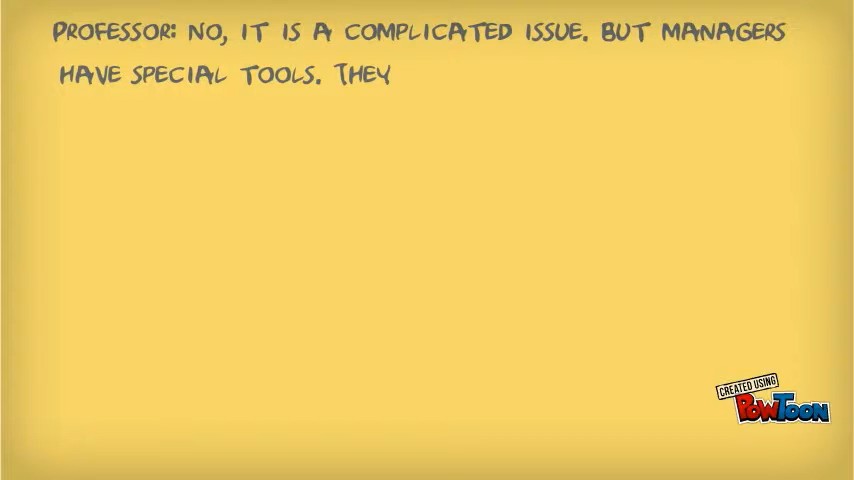 PROFESSOR: NO, IT IS A COMPLICATED ISSUE. BUT MANAGERS
HAVE SPECIAL TOOLS. THEY
CREATED USING
POWTOON